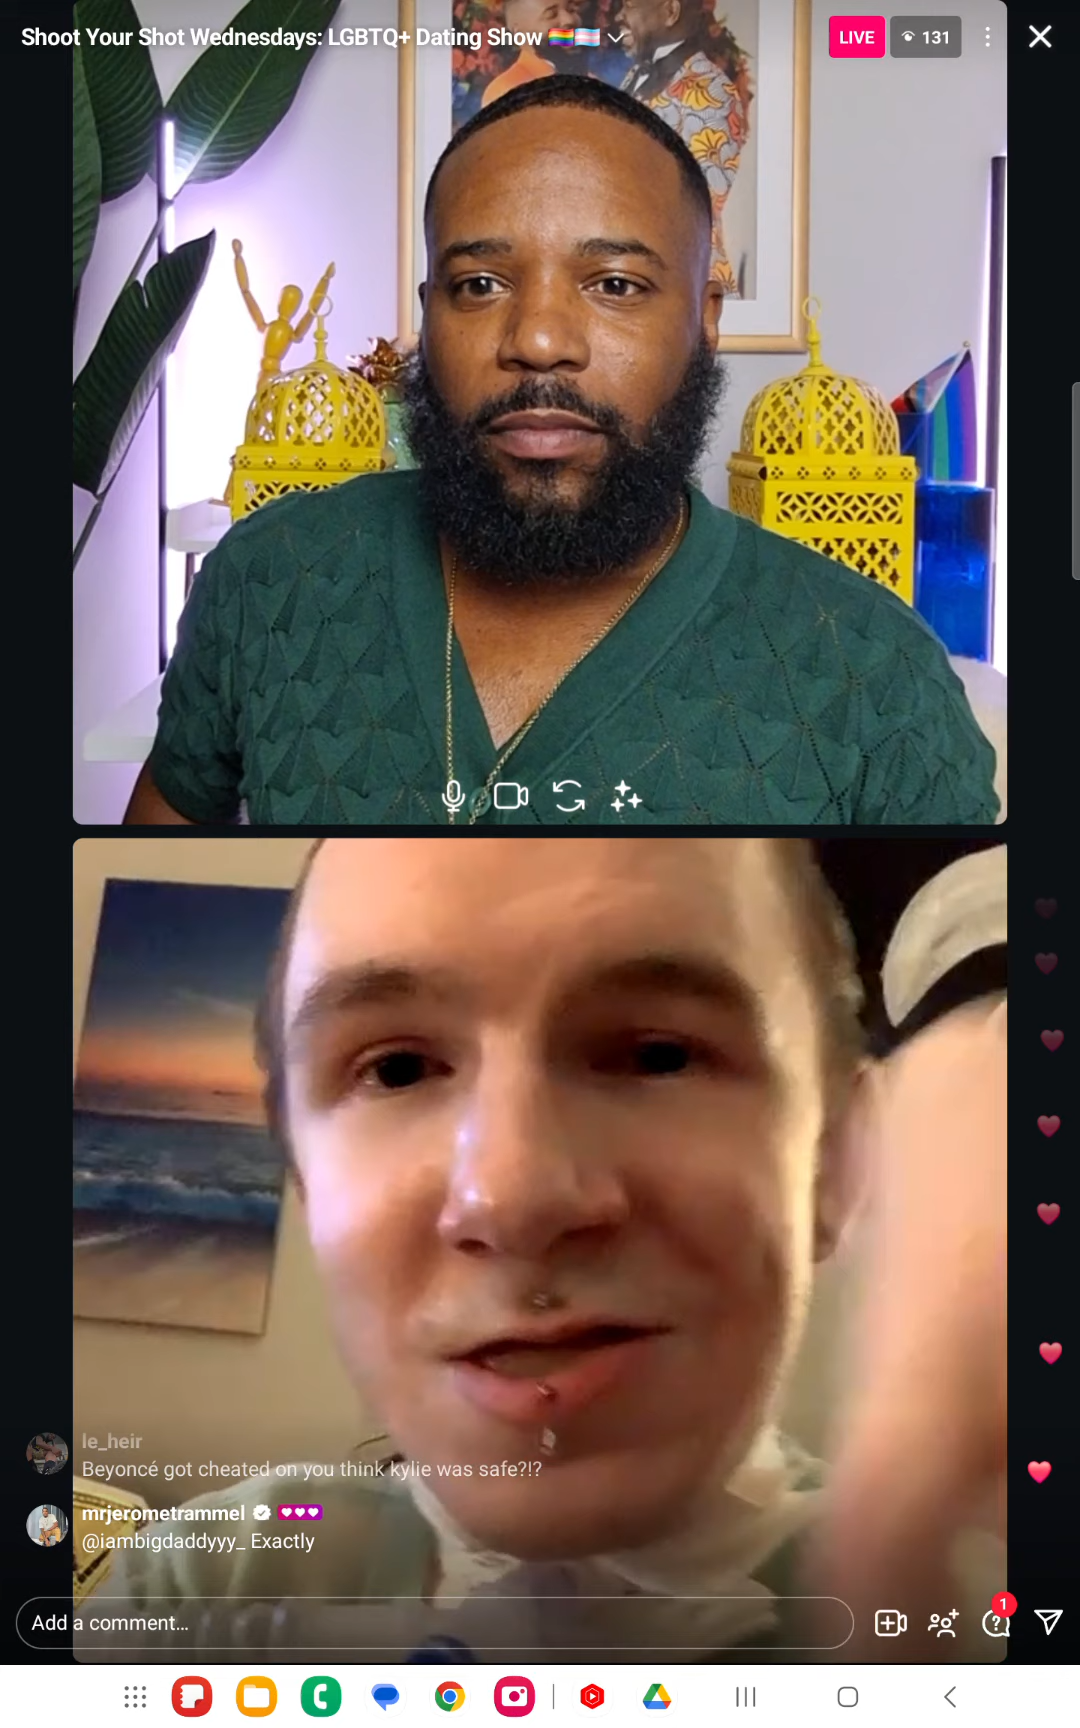 Shoot Your Shot Wednesdays: LGBTQ+ Dating Show 🏳️‍🌈🏳️‍⚧️
LIVE
131
le_heir
Beyoncé got cheated on you think kylie was safe?!?
mrjerometrammel
@iambigdaddyyy_ Exactly
Add a comment...
1